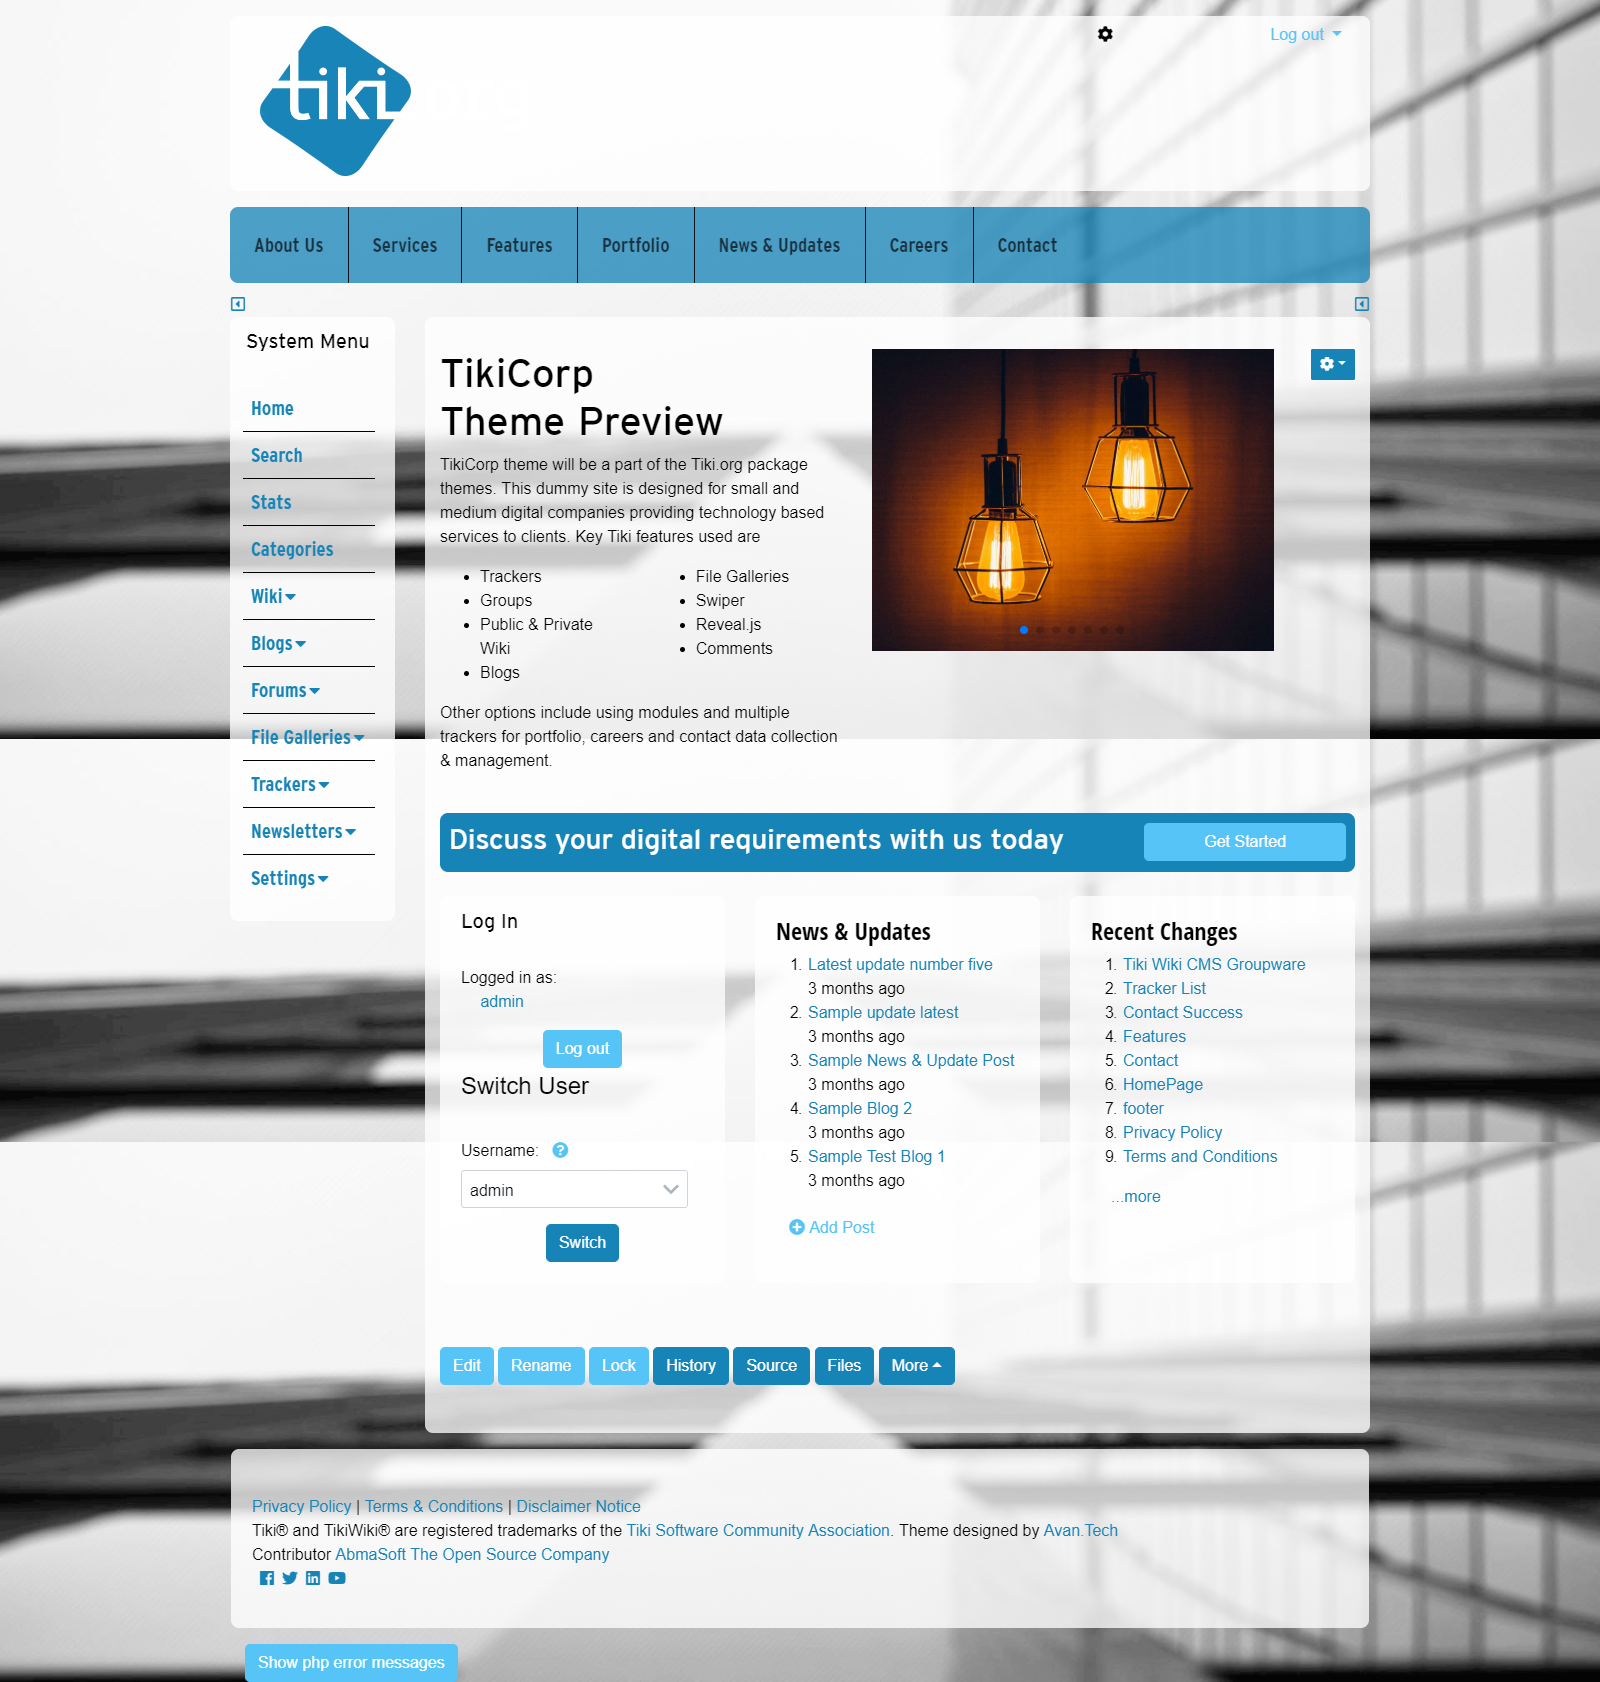 tiki.org
Log out
About Us
Services
Features
Portfolio
News & Updates
Careers
Contact
System Menu
Home
Search
Stats
Categories
Wiki
Blogs
Forums
File Galleries
Trackers
Newsletters
Settings
TikiCorp
Theme Preview
TikiCorp theme will be a part of the Tiki.org package
themes. This dummy site is designed for small and
medium digital companies providing technology based
services to clients. Key Tiki features used are
Trackers
Groups
Public & Private
Wiki
Blogs
File Galleries
Swiper
Reveal.js
Comments
Other options include using modules and multiple
trackers for portfolio, careers and contact data collection
& management.
Discuss your digital requirements with us today
Get Started
Log In
Logged in as:
admin
Log out
Switch User
Username:
admin
Switch
News & Updates
1. Latest update number five
3 months ago
2. Sample update latest
3 months ago
3. Sample News & Update Post
3 months ago
4. Sample Blog 2
3 months ago
5. Sample Test Blog 1
3 months ago
Add Post
Recent Changes
1. Tiki Wiki CMS Groupware
2. Tracker List
3. Contact Success
4. Features
5. Contact
6. HomePage
7. footer
8. Privacy Policy
9. Terms and Conditions
...more
Edit
Rename
Lock
History
Source
Files
More
Privacy Policy | Terms & Conditions | Disclaimer Notice
Tiki® and TikiWiki® are registered trademarks of the Tiki Software Community Association. Theme designed by Avan.Tech
Contributor AbmaSoft The Open Source Company
Show php error messages